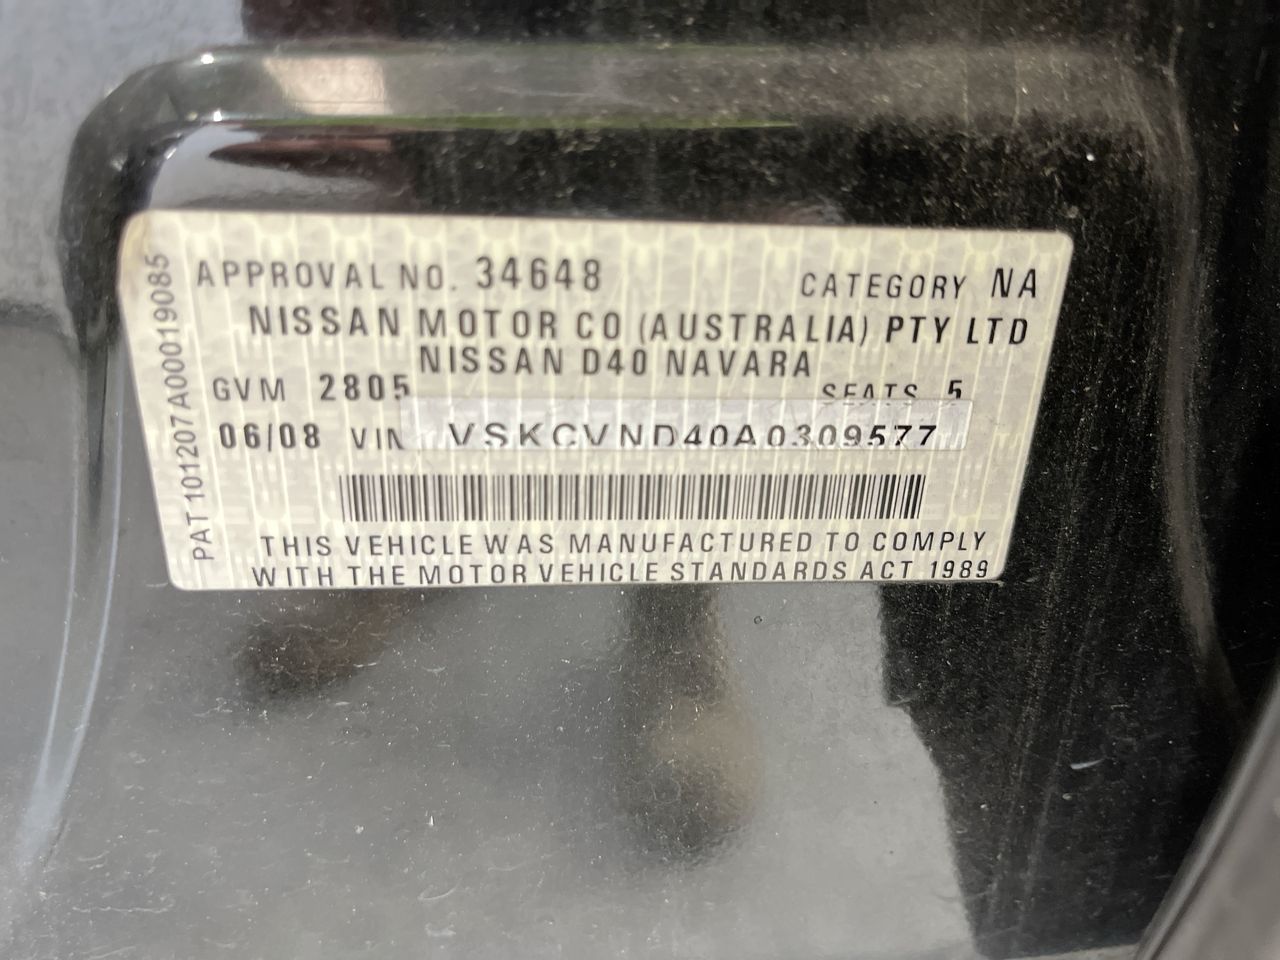 APPROVAL NO. 34648 CATEGORY NA
NISSAN MOTOR CO (AUSTRALIA) PTY LTD
NISSAN D40 NAVARA
GVM 2805 SEATS 5
06/08 VIN VSKCVND40A0309577
THIS VEHICLE WAS MANUFACTURED TO COMPLY
WITH THE MOTOR VEHICLE STANDARDS ACT 1989
PAT 101207A00019085